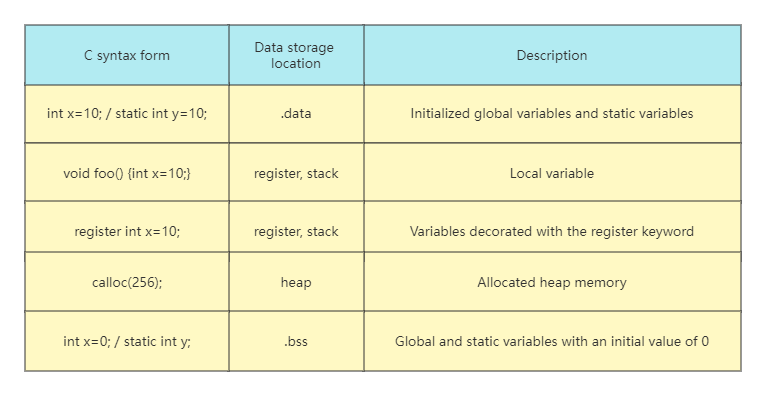 C syntax form
Data storage
location
Description
int x=10; / static int y=10;
.data
Initialized global variables and static variables
void foo() {int x=10;}
register, stack
Local variable
register int x=10;
register, stack
Variables decorated with the register keyword
calloc(256);
heap
Allocated heap memory
int x=0; / static int y;
.bss
Global and static variables with an initial value of 0